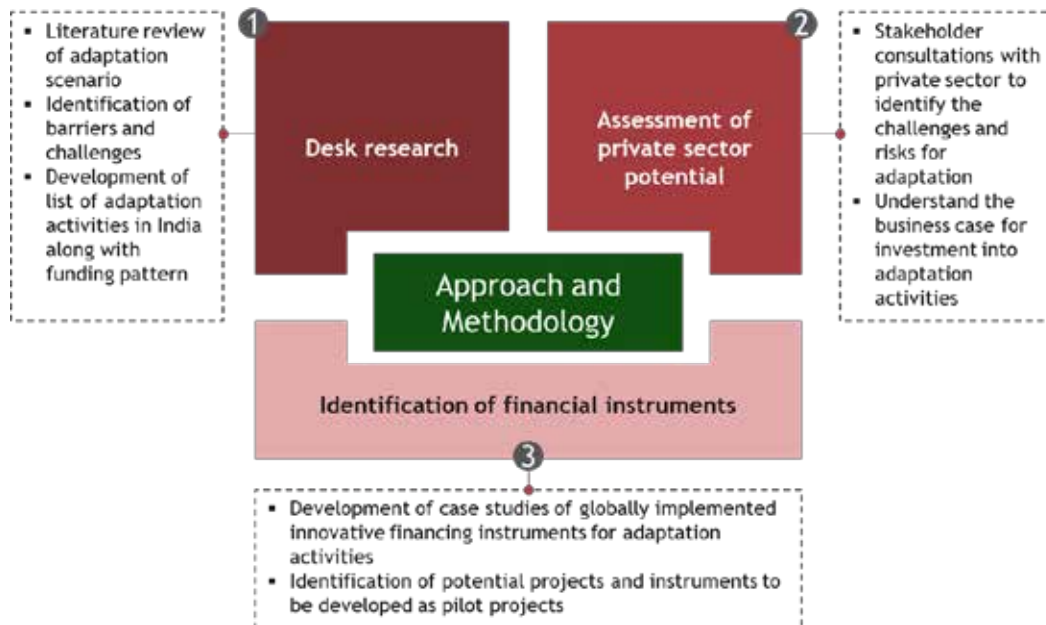 1
▪ Literature review
of adaptation
scenario
▪ Identification of
barriers and
challenges
▪ Development of
list of adaptation
activities in India
along with
funding pattern
Desk research
2
Assessment of
private sector
potential
▪ Stakeholder
consultations with
private sector to
identify the
challenges and
risks for
adaptation
▪ Understand the
business case for
investment into
adaptation
activities
Approach and
Methodology
Identification of financial instruments
3
▪ Development of case studies of globally implemented
innovative financing instruments for adaptation
activities
▪ Identification of potential projects and instruments to
be developed as pilot projects